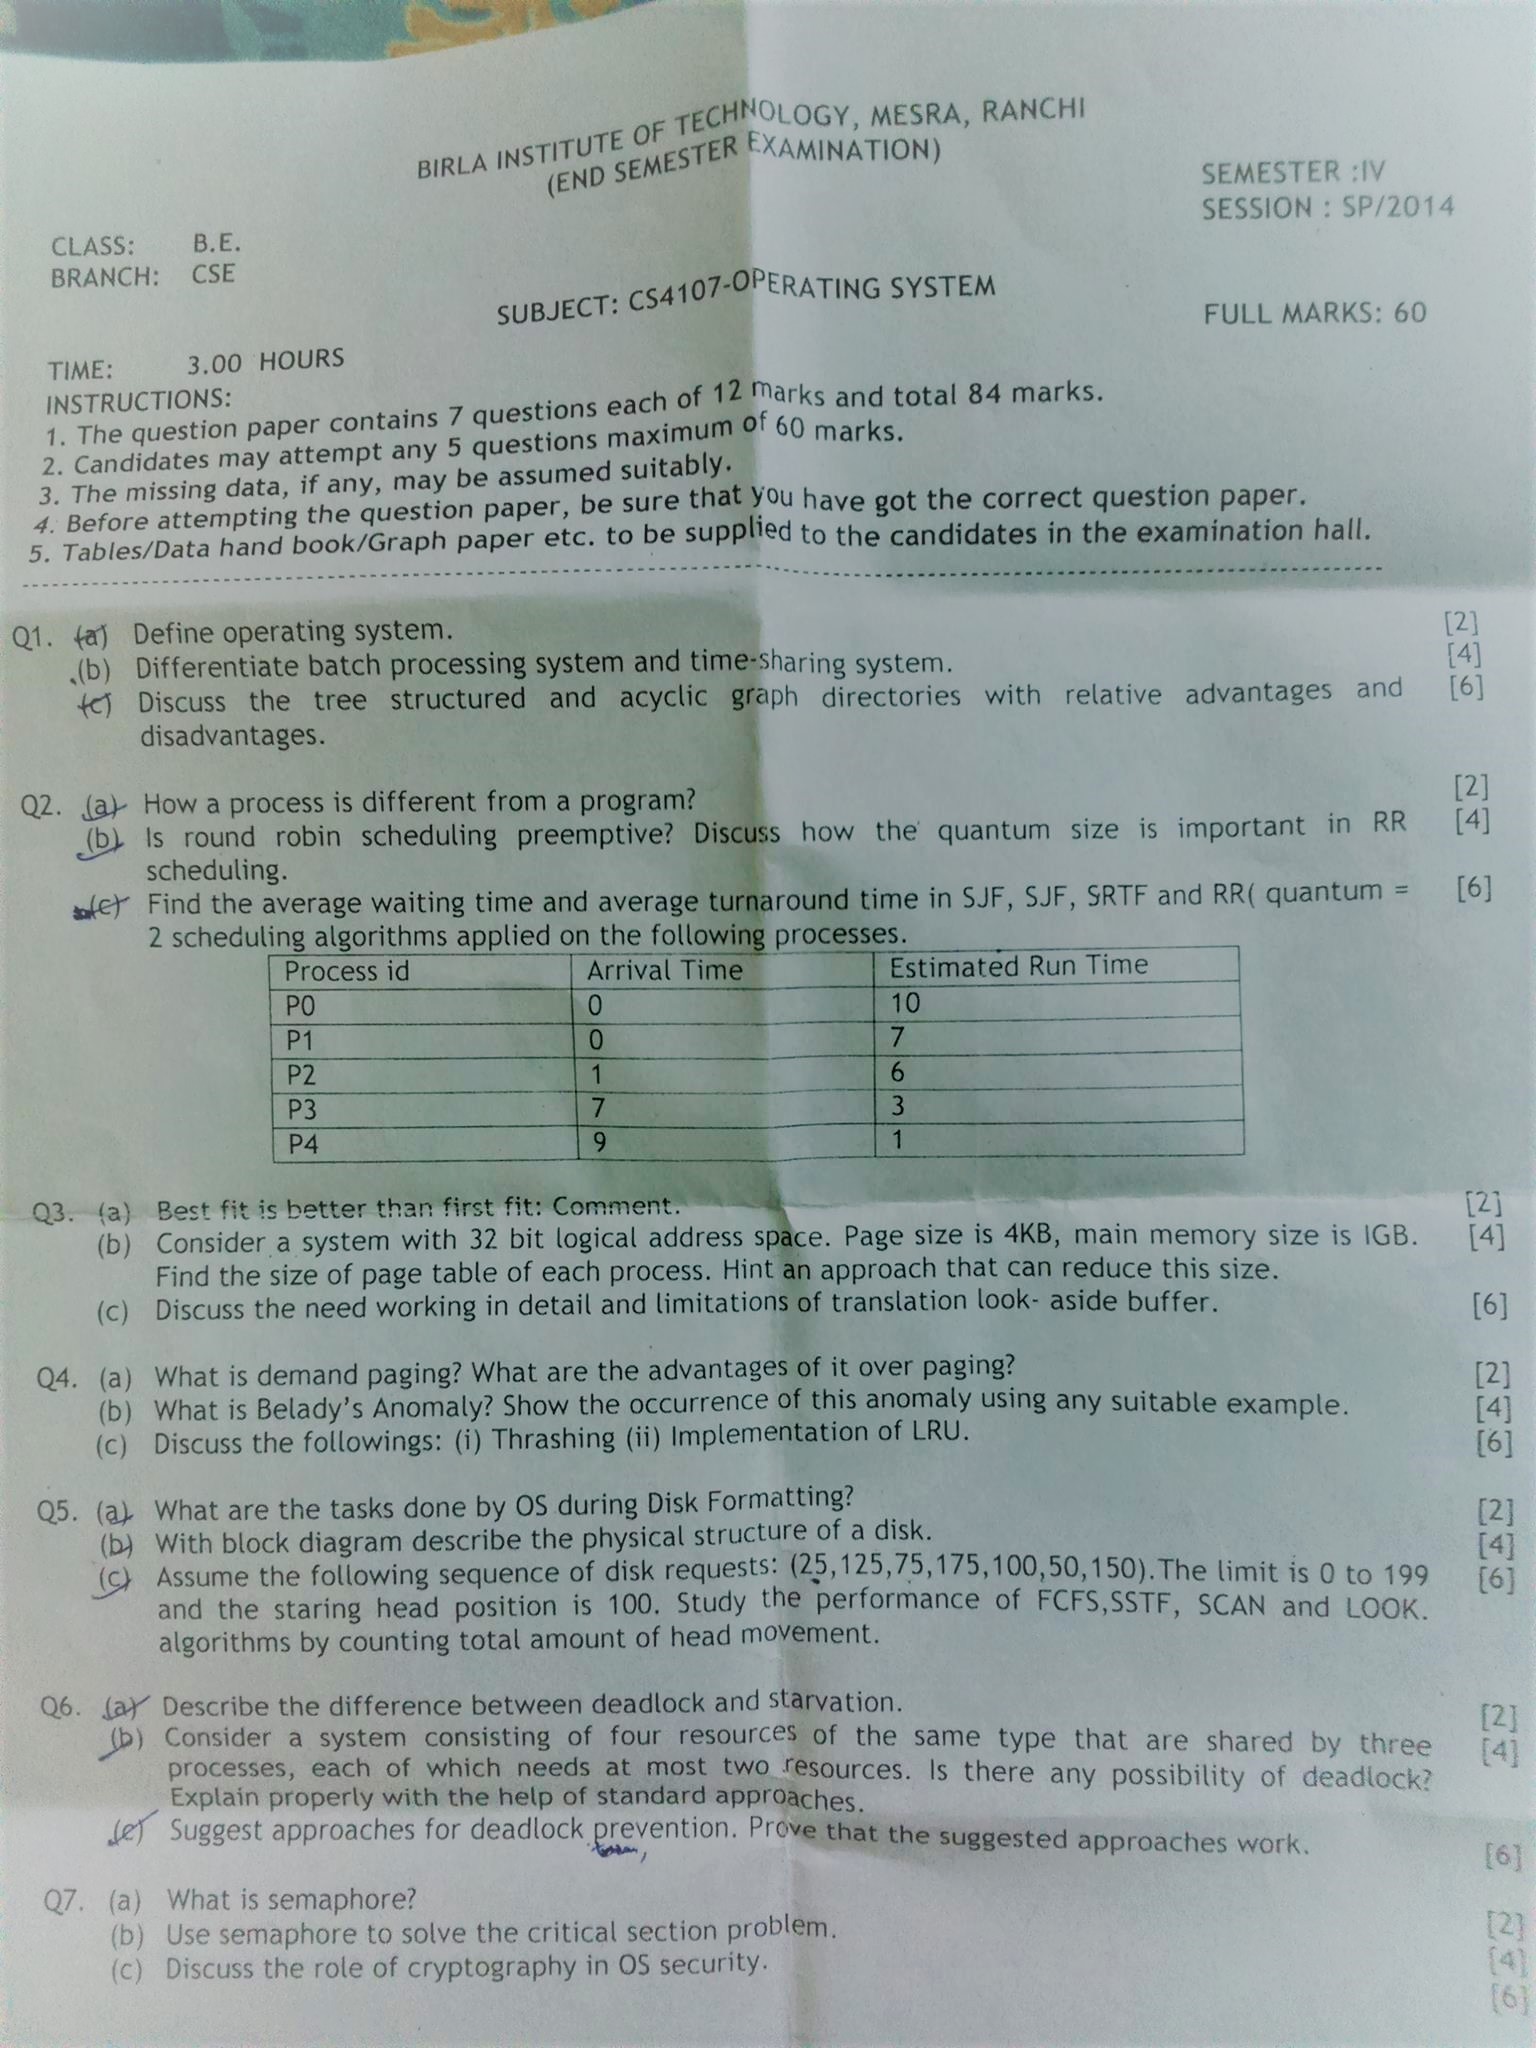 BIRLA INSTITUTE OF TECHNOLOGY, MESRA, RANCHI
(END SEMESTER EXAMINATION)
CLASS: B.E.
BRANCH: CSE
SEMESTER :IV
SESSION : SP/2014
SUBJECT: CS4107-OPERATING SYSTEM
TIME: 3.00 HOURS
FULL MARKS: 60
INSTRUCTIONS:
1. The question paper contains 7 questions each of 12 marks and total 84 marks.
2. Candidates may attempt any 5 questions maximum of 60 marks.
3. The missing data, if any, may be assumed suitably.
4. Before attempting the question paper, be sure that you have got the correct question paper.
5. Tables/Data hand book/Graph paper etc. to be supplied to the candidates in the examination hall.
Q1. (a) Define operating system. [2]
(b) Differentiate batch processing system and time-sharing system. [4]
(c) Discuss the tree structured and acyclic graph directories with relative advantages and [6]
disadvantages.
Q2. (a) How a process is different from a program? [2]
(b) Is round robin scheduling preemptive? Discuss how the quantum size is important in RR [4]
scheduling.
(c) Find the average waiting time and average turnaround time in SJF, SJF, SRTF and RR( quantum = [6]
2 scheduling algorithms applied on the following processes.
Process id Arrival Time Estimated Run Time
P0 0 10
P1 0 7
P2 1 6
P3 7 3
P4 9 1
Q3. (a) Best fit is better than first fit: Comment. [2]
(b) Consider a system with 32 bit logical address space. Page size is 4KB, main memory size is IGB. [4]
Find the size of page table of each process. Hint an approach that can reduce this size.
(c) Discuss the need working in detail and limitations of translation look- aside buffer. [6]
Q4. (a) What is demand paging? What are the advantages of it over paging? [2]
(b) What is Belady's Anomaly? Show the occurrence of this anomaly using any suitable example. [4]
(c) Discuss the followings: (i) Thrashing (ii) Implementation of LRU. [6]
Q5. (a) What are the tasks done by OS during Disk Formatting? [2]
(b) With block diagram describe the physical structure of a disk. [4]
(c) Assume the following sequence of disk requests: (25,125,75,175,100,50,150).The limit is 0 to 199 [6]
and the staring head position is 100. Study the performance of FCFS,SSTF, SCAN and LOOK.
algorithms by counting total amount of head movement.
Q6. (a) Describe the difference between deadlock and starvation. [2]
(b) Consider a system consisting of four resources of the same type that are shared by three [4]
processes, each of which needs at most two resources. Is there any possibility of deadlock?
Explain properly with the help of standard approaches.
(c) Suggest approaches for deadlock prevention. Prove that the suggested approaches work. [6]
Q7. (a) What is semaphore? [2]
(b) Use semaphore to solve the critical section problem. [4]
(c) Discuss the role of cryptography in OS security. [6]